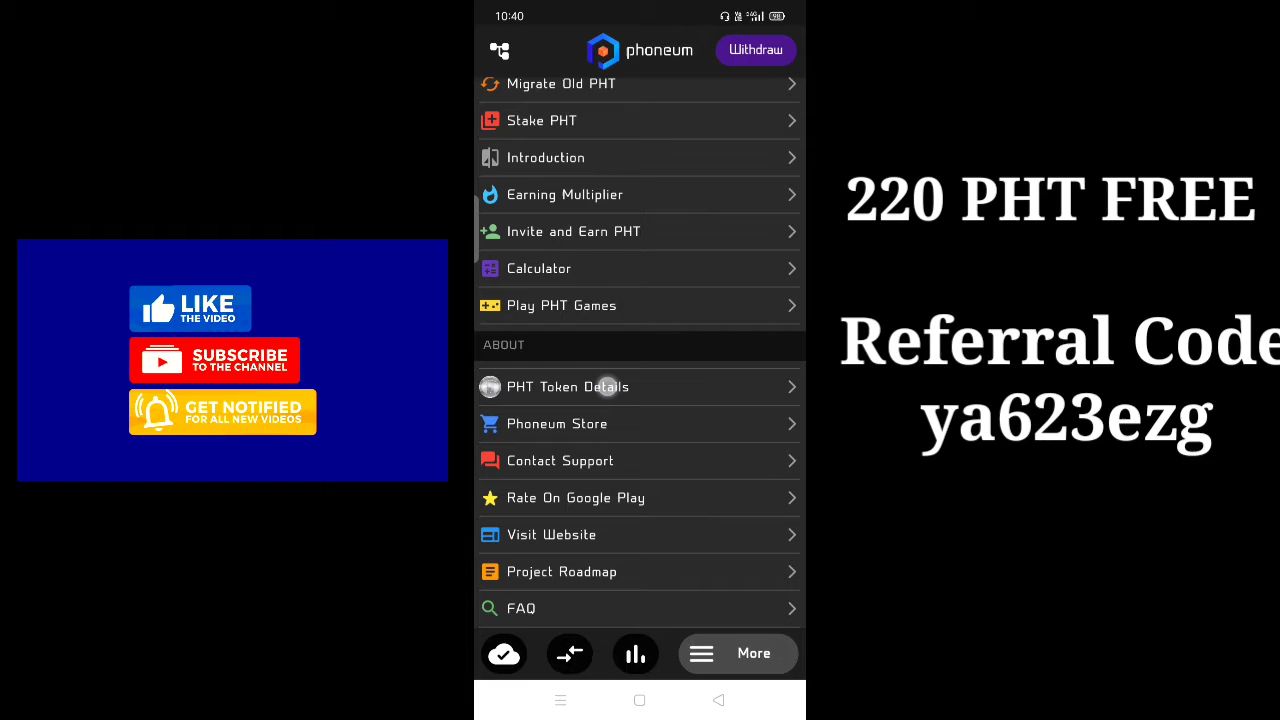 LIKE
THE VIDEO
SUBSCRIBE
TO THE CHANNEL
GET NOTIFIED
FOR ALL NEW VIDEOS
10:40
98
phoneum
Withdraw
Migrate Old PHT
Stake PHT
Introduction
Earning Multiplier
Invite and Earn PHT
Calculator
Play PHT Games
ABOUT
PHT Token Details
Phoneum Store
Contact Support
Rate On Google Play
Visit Website
Project Roadmap
FAQ
More
220 PHT FREE
Referral Code
ya623ezg